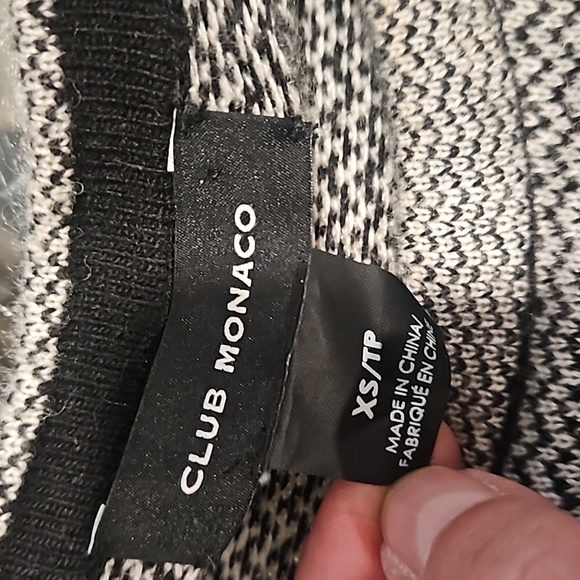 CLUB MONACO
XS/TP
MADE IN CHINA/
FABRIQUÉ EN CHINE